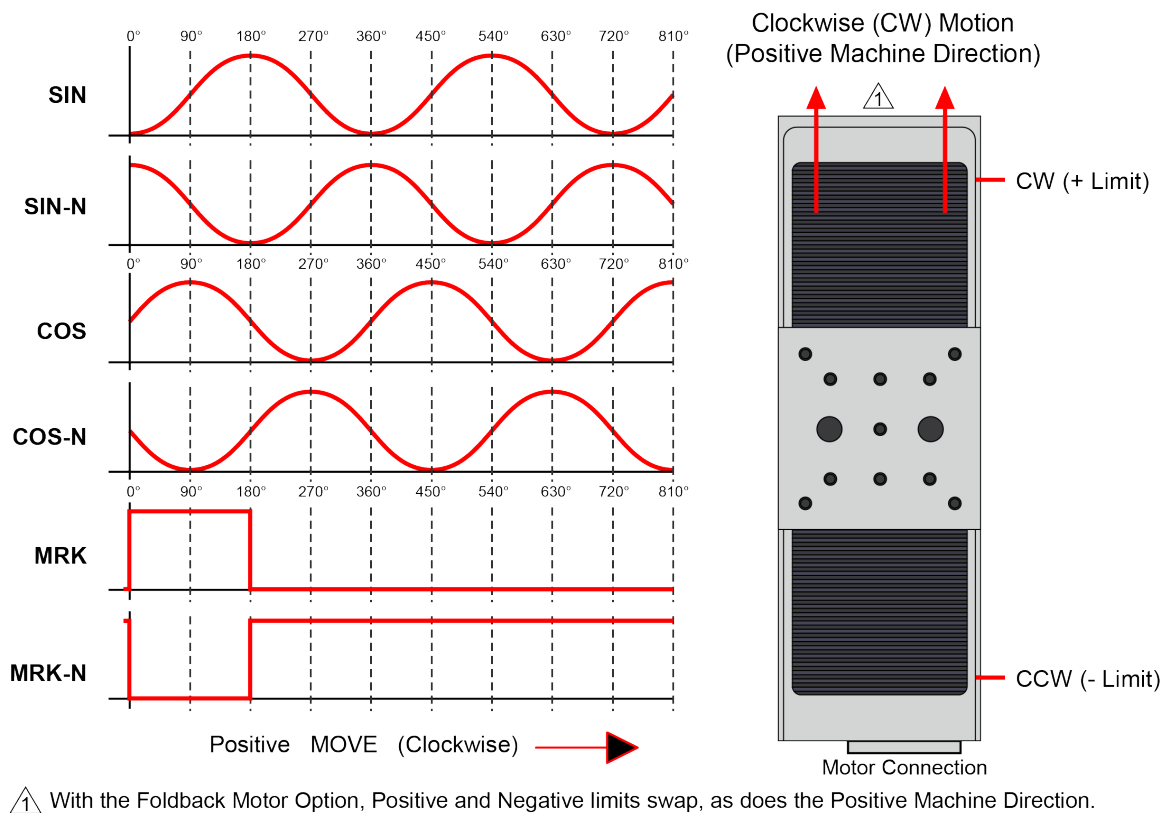 0° 90° 180° 270° 360° 450° 540° 630° 720° 810°
SIN
SIN-N
0° 90° 180° 270° 360° 450° 540° 630° 720° 810°
COS
COS-N
0° 90° 180° 270° 360° 450° 540° 630° 720° 810°
MRK
MRK-N
Positive MOVE (Clockwise)
Clockwise (CW) Motion
(Positive Machine Direction)
1
CW (+ Limit)
CCW (- Limit)
Motor Connection
1 With the Foldback Motor Option, Positive and Negative limits swap, as does the Positive Machine Direction.